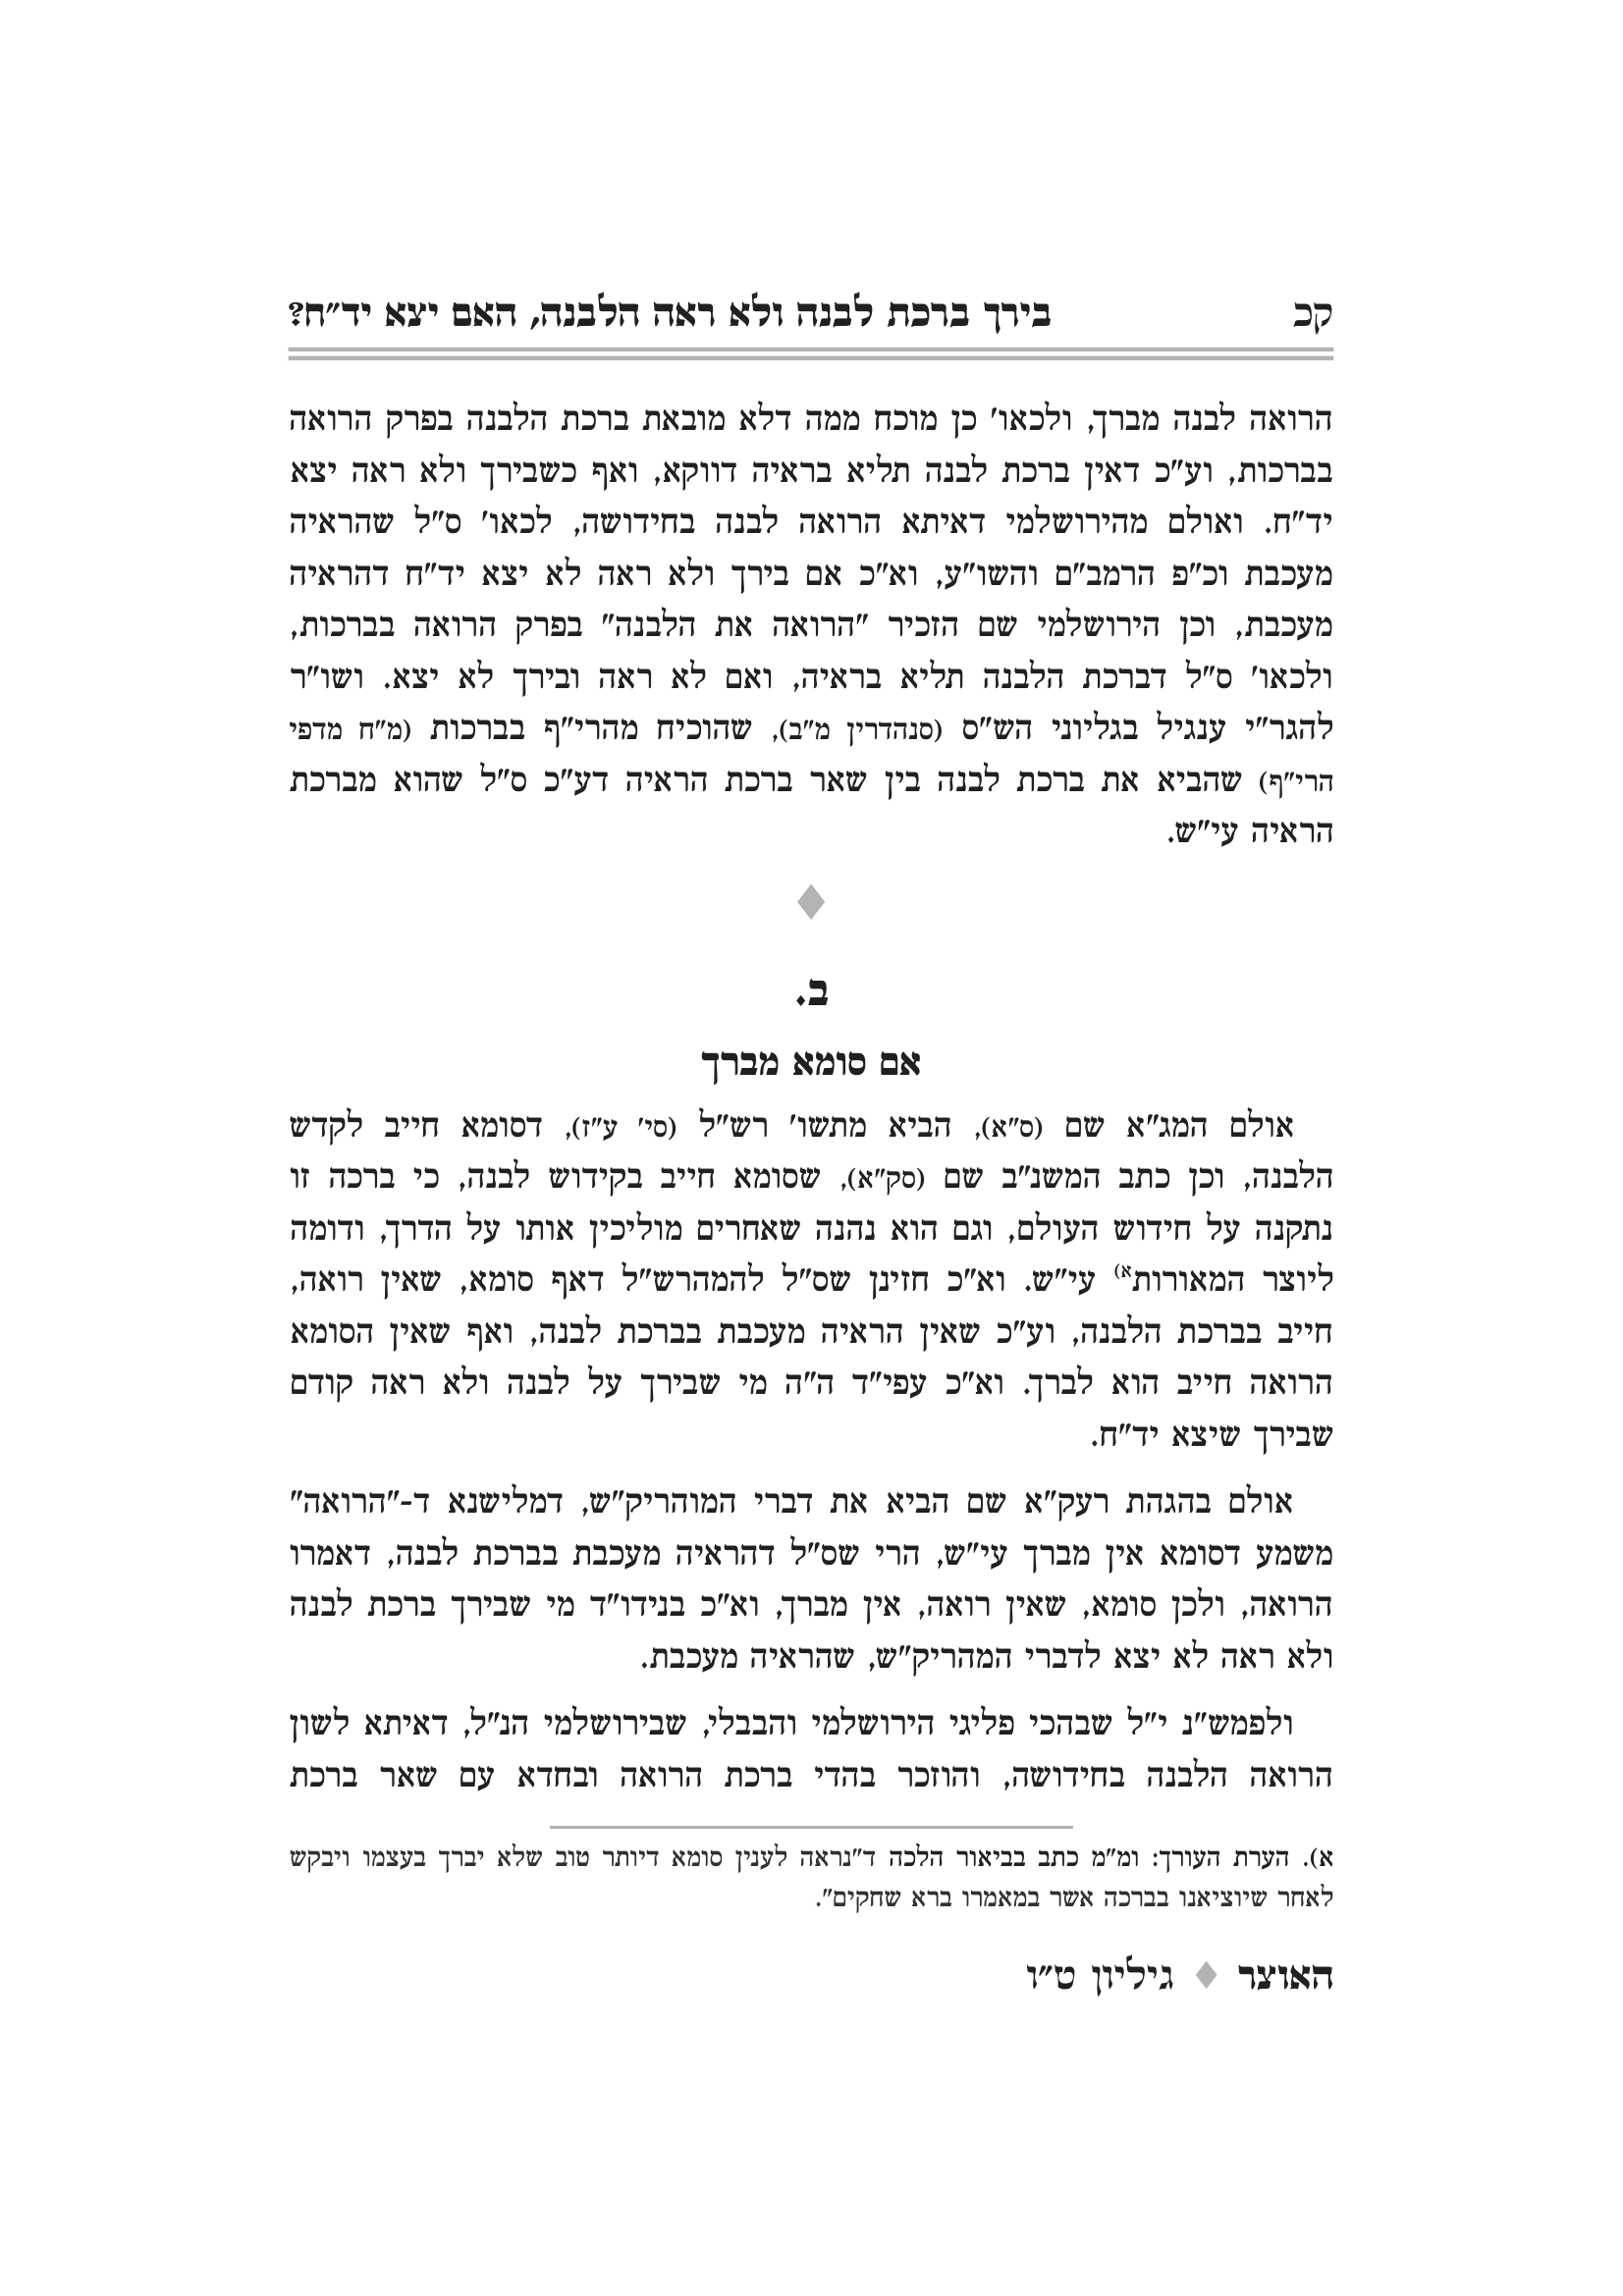 קכ בירך ברכת לבנה ולא ראה הלבנה, האם יצא יד״ח?
הרואה לבנה מברך, ולכאו' כן מוכח ממה דלא מובאת ברכת הלבנה בפרק הרואה
בברכות, וע"כ דאין ברכת לבנה תליא בראיה דווקא, ואף כשבירך ולא ראה יצא
יד"ח. ואולם מהירושלמי דאיתא הרואה לבנה בחידושה, לכאו' ס"ל שהראיה
מעכבת וכ"פ הרמב"ם והשו"ע, וא"כ אם בירך ולא ראה לא יצא יד"ח דהראיה
מעכבת, וכן הירושלמי שם הזכיר "הרואה את הלבנה" בפרק הרואה בברכות,
ולכאו' ס"ל דברכת הלבנה תליא בראיה, ואם לא ראה ובירך לא יצא. ושו"ר
להגר"י ענגיל בגליוני הש"ס (סנהדרין מ"ב), שהוכיח מהרי"ף בברכות (מ"ח מדפי
הרי"ף) שהביא את ברכת לבנה בין שאר ברכת הראיה דע"כ ס"ל שהוא מברכת
הראיה עי"ש.
ב.
אם סומא מברך
אולם המג"א שם (ס"א), הביא מתשו' רש"ל (סי' ע"ז), דסומא חייב לקדש
הלבנה, וכן כתב המשנ"ב שם (סק"א), שסומא חייב בקידוש לבנה, כי ברכה זו
נתקנה על חידוש העולם, וגם הוא נהנה שאחרים מוליכין אותו על הדרך, ודומה
ליוצר המאורותא) עי"ש. וא"כ חזינן שס"ל להמהרש"ל דאף סומא, שאין רואה,
חייב בברכת הלבנה, וע"כ שאין הראיה מעכבת בברכת לבנה, ואף שאין הסומא
הרואה חייב הוא לברך. וא"כ עפי"ד ה"ה מי שבירך על לבנה ולא ראה קודם
שבירך שיצא יד"ח.
אולם בהגהת רעק"א שם הביא את דברי המוהריק"ש, דמלישנא ד-"הרואה"
משמע דסומא אין מברך עי"ש, הרי שס"ל דהראיה מעכבת בברכת לבנה, דאמרו
הרואה, ולכן סומא, שאין רואה, אין מברך, וא"כ בנידו"ד מי שבירך ברכת לבנה
ולא ראה לא יצא לדברי המהריק"ש, שהראיה מעכבת.
ולפמש"נ י"ל שבהכי פליגי הירושלמי והבבלי, שבירושלמי הנ"ל, דאיתא לשון
הרואה הלבנה בחידושה, והוזכר בהדי ברכת הרואה ובחדא עם שאר ברכת
א). הערת העורך: ומ"מ כתב בביאור הלכה ד"נראה לענין סומא דיותר טוב שלא יברך בעצמו ויבקש
לאחר שיוציאנו בברכה אשר במאמרו ברא שחקים".
האוצר ♦ גיליון ט״ו